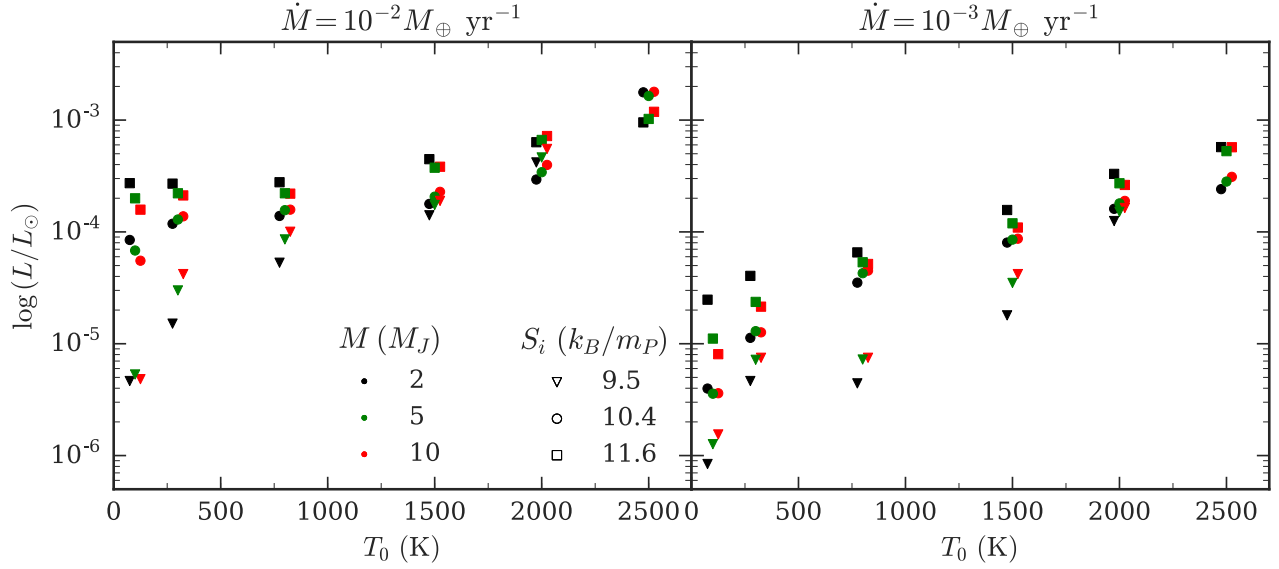 Ṁ = 10⁻² M⊕ yr⁻¹
Ṁ = 10⁻³ M⊕ yr⁻¹
log (L/L⊙)
10⁻³
10⁻⁴
10⁻⁵
10⁻⁶
M (M_J) S_i (k_B/m_P)
2 9.5
5 10.4
10 11.6
0 500 1000 1500 2000 2500
500 1000 1500 2000 2500
T₀ (K)
T₀ (K)